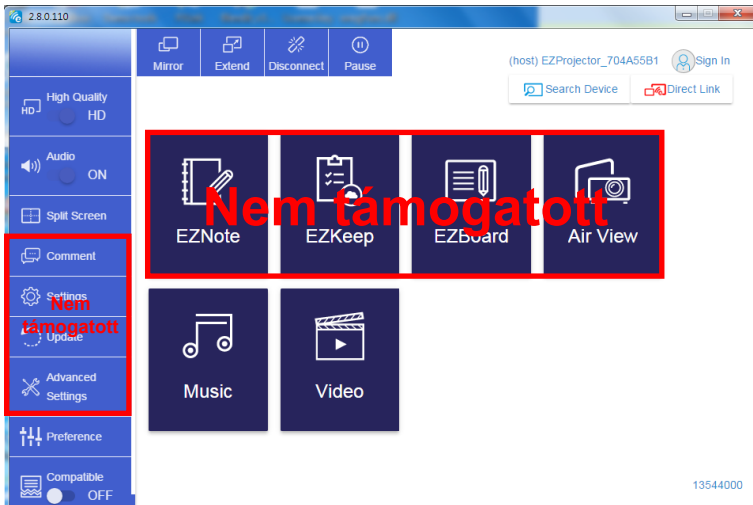 2.8.0.110
Mirror
Extend
Disconnect
Pause
(host) EZProjector_704A55B1
Sign In
Search Device
Direct Link
HD
High Quality
HD
Audio
ON
Split Screen
Comment
Settings
Update
Advanced
Settings
Nem
támogatott
Preference
Compatible
OFF
EZNote
EZKeep
EZBoard
Air View
Nem támogatott
Music
Video
13544000